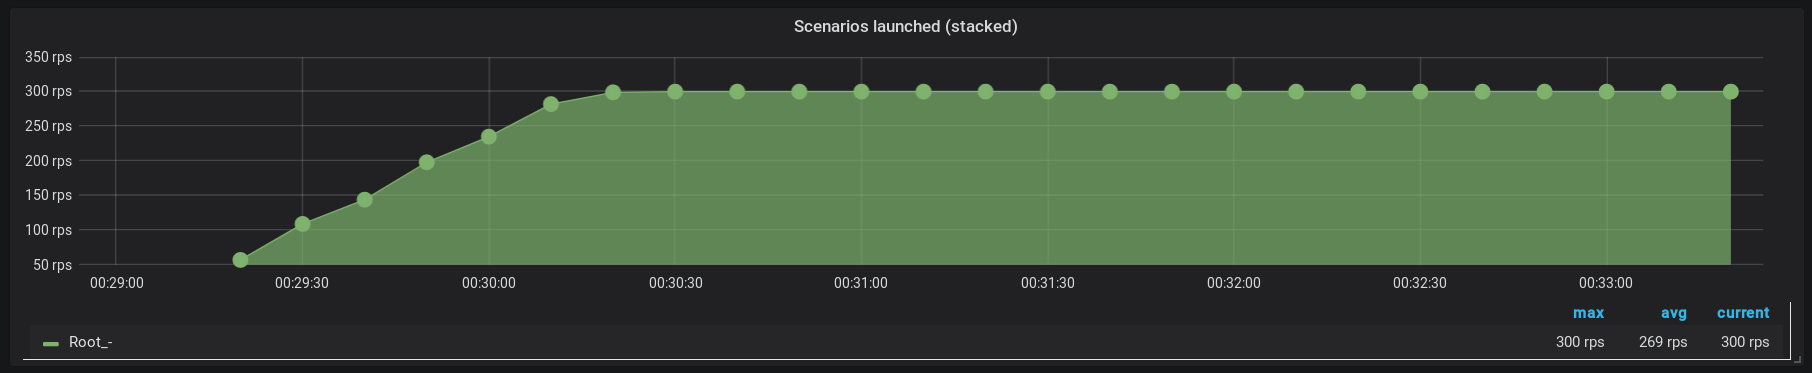 Scenarios launched (stacked)
350 rps
300 rps
250 rps
200 rps
150 rps
100 rps
50 rps
00:29:00 00:29:30 00:30:00 00:30:30 00:31:00 00:31:30 00:32:00 00:32:30 00:33:00
max avg current
Root_- 300 rps 269 rps 300 rps